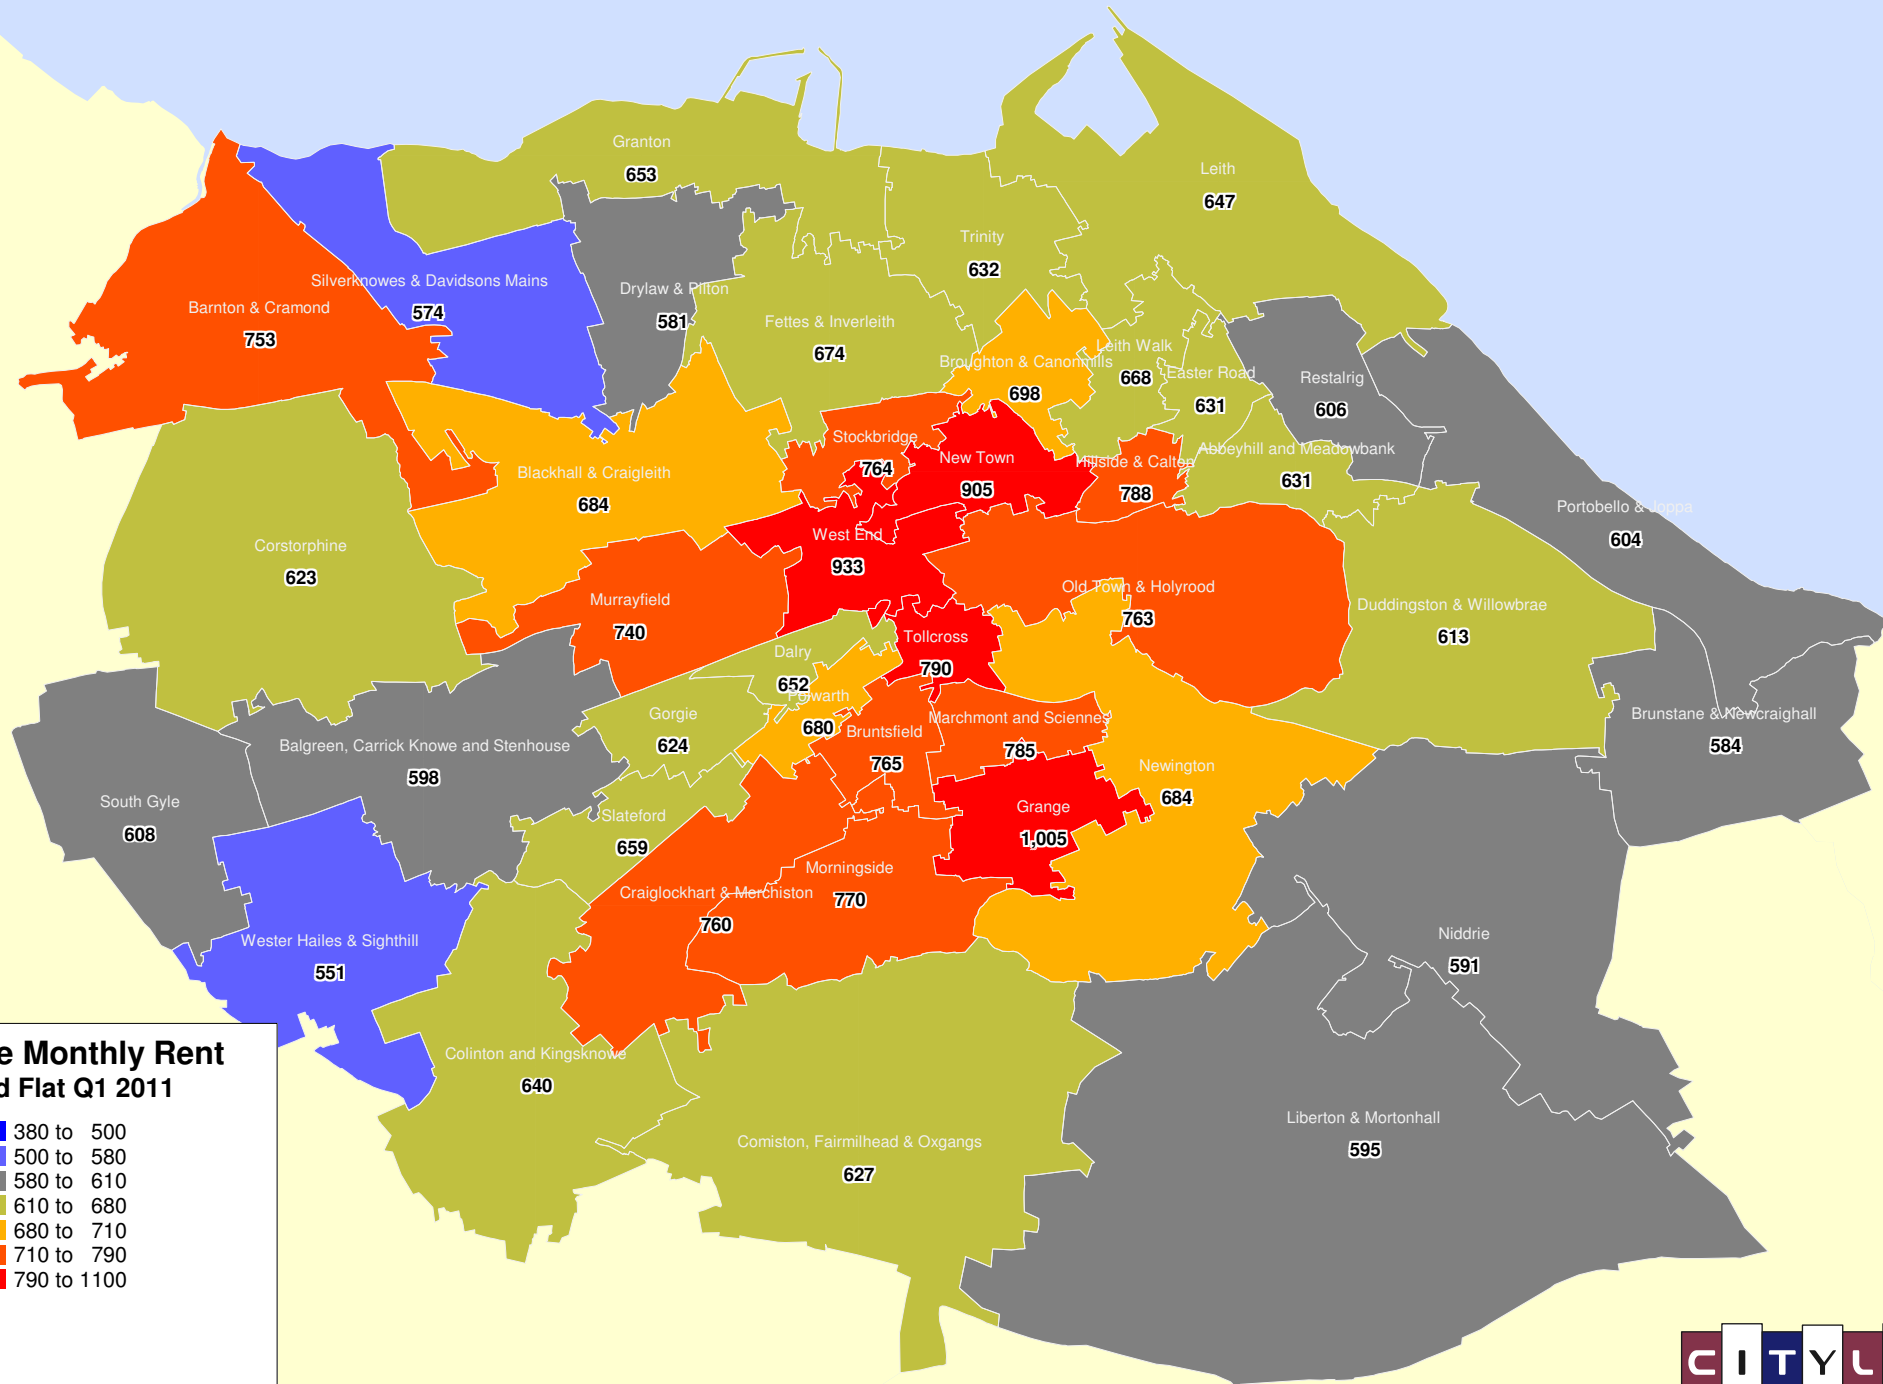 Granton
653
Leith
647
Trinity
632
Silverknowes & Davidsons Mains
574
Drylaw & Pilton
581
Barnton & Cramond
753
Fettes & Inverleith
674
Leith Walk
668
Broughton & Canonmills
698
Easter Road
631
Restalrig
606
Stockbridge
764
Abbeyhill and Meadowbank
631
New Town
905
Hillside & Calton
788
Blackhall & Craigleith
684
Portobello & Joppa
604
West End
933
Corstorphine
623
Old Town & Holyrood
763
Murrayfield
740
Duddingston & Willowbrae
613
Tollcross
790
Dalry
652
Polwarth
680
Gorgie
624
Marchmont and Sciennes
785
Brunstane & Newcraighall
584
Bruntsfield
765
Balgreen, Carrick Knowe and Stenhouse
598
Newington
684
South Gyle
608
Grange
1,005
Slateford
659
Morningside
770
Craiglockhart & Merchiston
760
Niddrie
591
Wester Hailes & Sighthill
551
Colinton and Kingsknowe
640
Liberton & Mortonhall
595
Comiston, Fairmilhead & Oxgangs
627
e Monthly Rent
d Flat Q1 2011
380 to 500
500 to 580
580 to 610
610 to 680
680 to 710
710 to 790
790 to 1100
CITYL